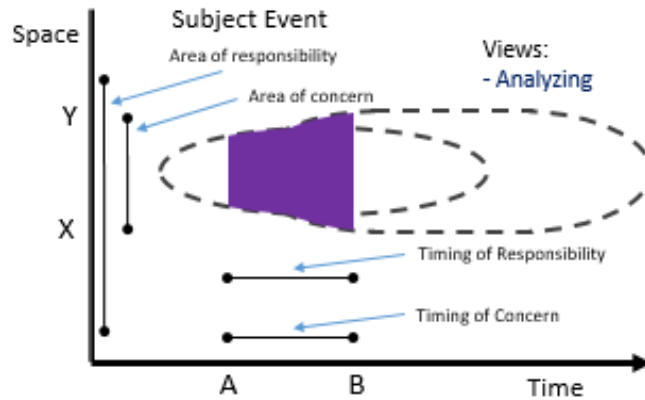 Subject Event
Space
Area of responsibility
Views:
- Analyzing
Area of concern
Y
X
Timing of Responsibility
Timing of Concern
A
B
Time